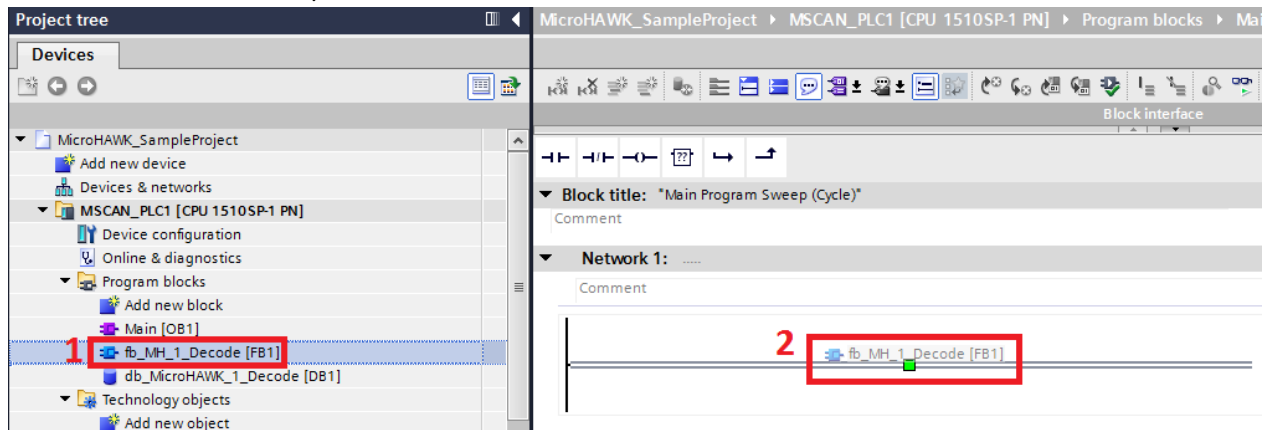 Project tree
Devices
MicroHAWK_SampleProject
Add new device
Devices & networks
MSCAN_PLC1 [CPU 1510SP-1 PN]
Device configuration
Online & diagnostics
Program blocks
Add new block
Main [OB1]
1
fb_MH_1_Decode [FB1]
db_MicroHAWK_1_Decode [DB1]
Technology objects
Add new object
MicroHAWK_SampleProject MSCAN_PLC1 [CPU 1510SP-1 PN] Program blocks Mai
Block interface
??
Block title: "Main Program Sweep (Cycle)"
Comment
Network 1: .....
Comment
2
fb_MH_1_Decode [FB1]